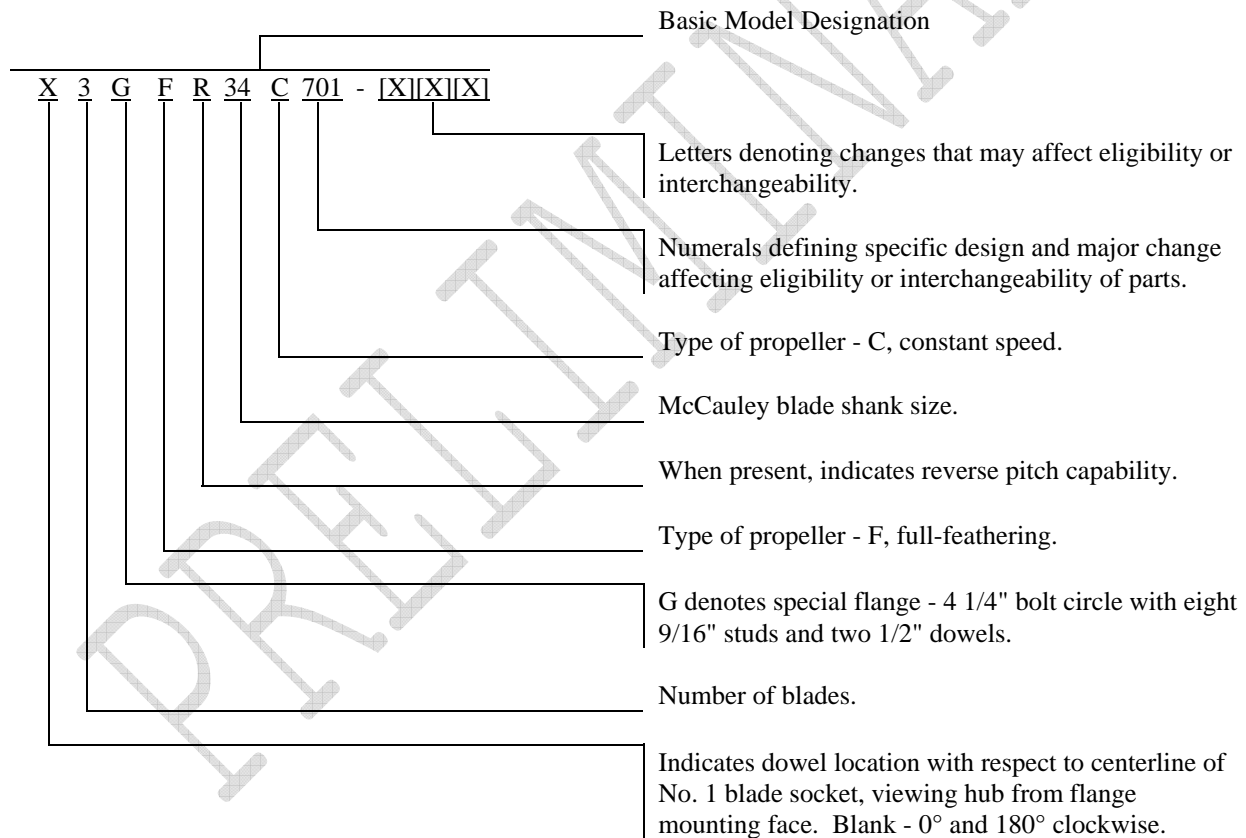 Basic Model Designation
X 3 G F R 34 C 701 - [X][X][X]
Letters denoting changes that may affect eligibility or
interchangeability.
Numerals defining specific design and major change
affecting eligibility or interchangeability of parts.
Type of propeller - C, constant speed.
McCauley blade shank size.
When present, indicates reverse pitch capability.
Type of propeller - F, full-feathering.
G denotes special flange - 4 1/4" bolt circle with eight
9/16" studs and two 1/2" dowels.
Number of blades.
Indicates dowel location with respect to centerline of
No. 1 blade socket, viewing hub from flange
mounting face.  Blank - 0° and 180° clockwise.
PRELIMINA